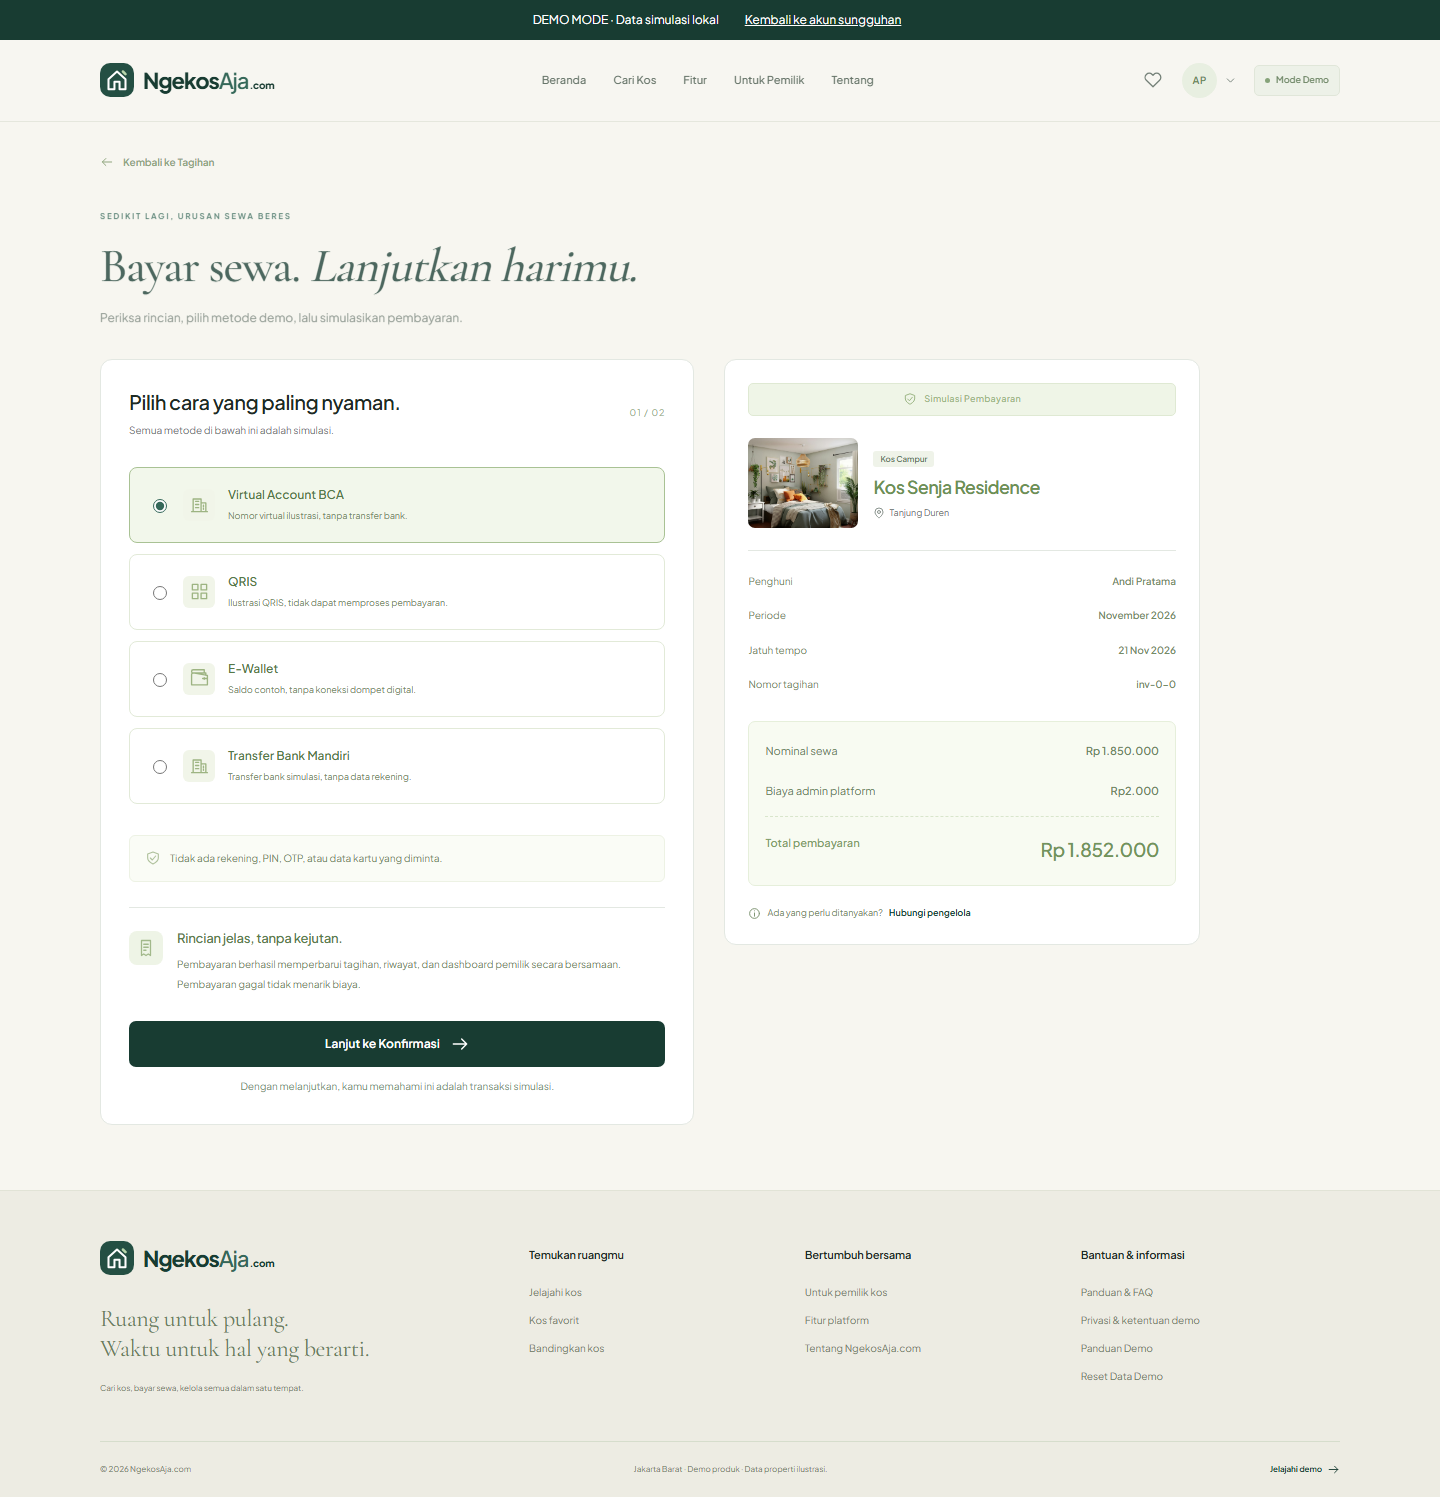 DEMO MODE · Data simulasi lokal Kembali ke akun sungguhan
NgekosAja.com
Beranda Cari Kos Fitur Untuk Pemilik Tentang
AP
Mode Demo
Kembali ke Tagihan
SEDIKIT LAGI, URUSAN SEWA BERES
Bayar sewa. Lanjutkan harimu.
Periksa rincian, pilih metode demo, lalu simulasikan pembayaran.
Pilih cara yang paling nyaman.
01 / 02
Semua metode di bawah ini adalah simulasi.
Virtual Account BCA
Nomor virtual ilustrasi, tanpa transfer bank.
QRIS
Ilustrasi QRIS, tidak dapat memproses pembayaran.
E-Wallet
Saldo contoh, tanpa koneksi dompet digital.
Transfer Bank Mandiri
Transfer bank simulasi, tanpa data rekening.
Tidak ada rekening, PIN, OTP, atau data kartu yang diminta.
Rincian jelas, tanpa kejutan.
Pembayaran berhasil memperbarui tagihan, riwayat, dan dashboard pemilik secara bersamaan.
Pembayaran gagal tidak menarik biaya.
Lanjut ke Konfirmasi
Dengan melanjutkan, kamu memahami ini adalah transaksi simulasi.
Simulasi Pembayaran
Kos Campur
Kos Senja Residence
Tanjung Duren
Penghuni Andi Pratama
Periode November 2026
Jatuh tempo 21 Nov 2026
Nomor tagihan inv-0-0
Nominal sewa Rp 1.850.000
Biaya admin platform Rp2.000
Total pembayaran Rp 1.852.000
Ada yang perlu ditanyakan? Hubungi pengelola
NgekosAja.com
Ruang untuk pulang.
Waktu untuk hal yang berarti.
Cari kos, bayar sewa, kelola semua dalam satu tempat.
Temukan ruangmu
Jelajahi kos
Kos favorit
Bandingkan kos
Bertumbuh bersama
Untuk pemilik kos
Fitur platform
Tentang NgekosAja.com
Bantuan & informasi
Panduan & FAQ
Privasi & ketentuan demo
Panduan Demo
Reset Data Demo
© 2026 NgekosAja.com
Jakarta Barat · Demo produk · Data properti ilustrasi.
Jelajahi demo